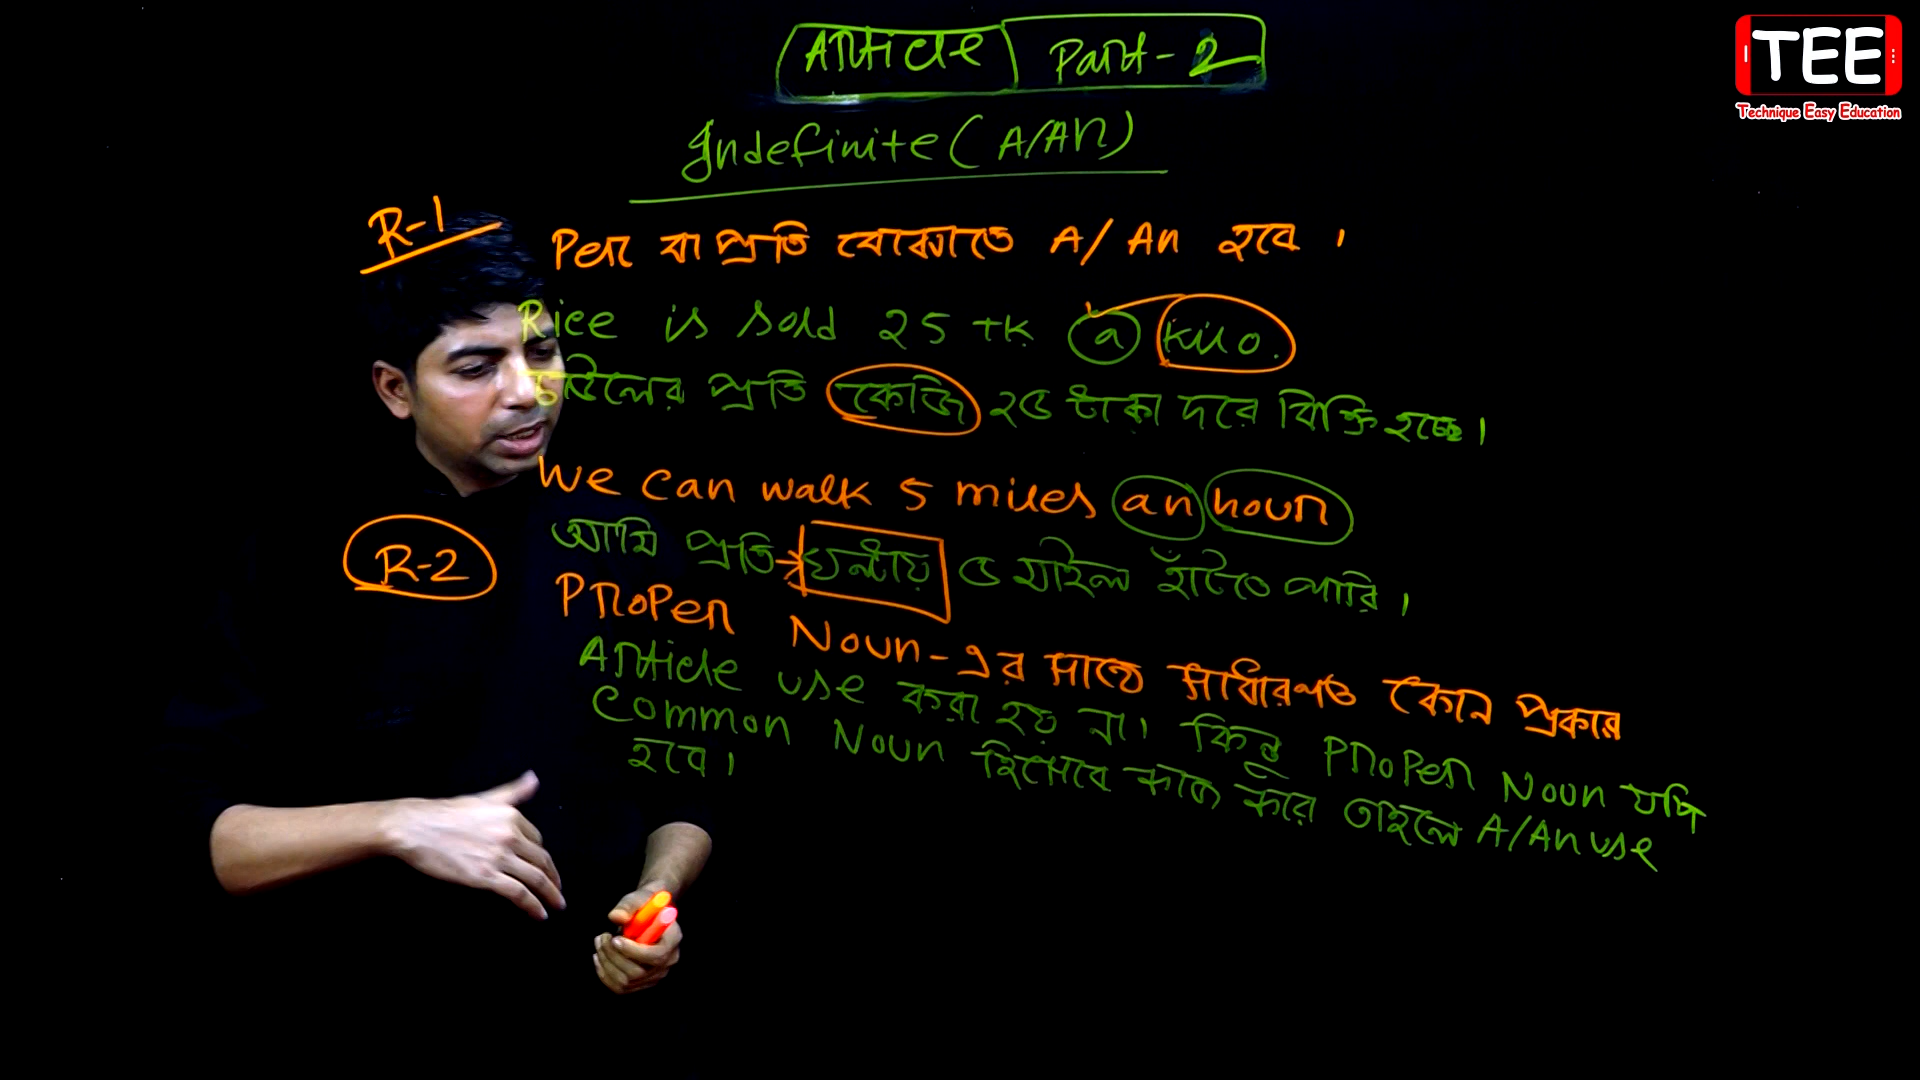 Article Part-2
TEE
Technique Easy Education
Indefinite (A/An)
R-1
Per বা প্রতি বোঝাতে A/ An হবে ।
Rice is sold ২5 tk a kilo.
চাউলের প্রতি কেজি ২৫ টাকা দরে বিক্রি হচ্ছে।
We can walk 5 miles an hour
আমি প্রতি ঘন্টায় ৫ মাইল হাঁটতে পারি ।
R-2
Proper Noun-এর সাথে সাধারণত কোন প্রকার
Article use করা হয় না। কিন্তু Proper Noun যদি
Common Noun হিসেবে কাজ করে তাহলে A/An use
হবে।